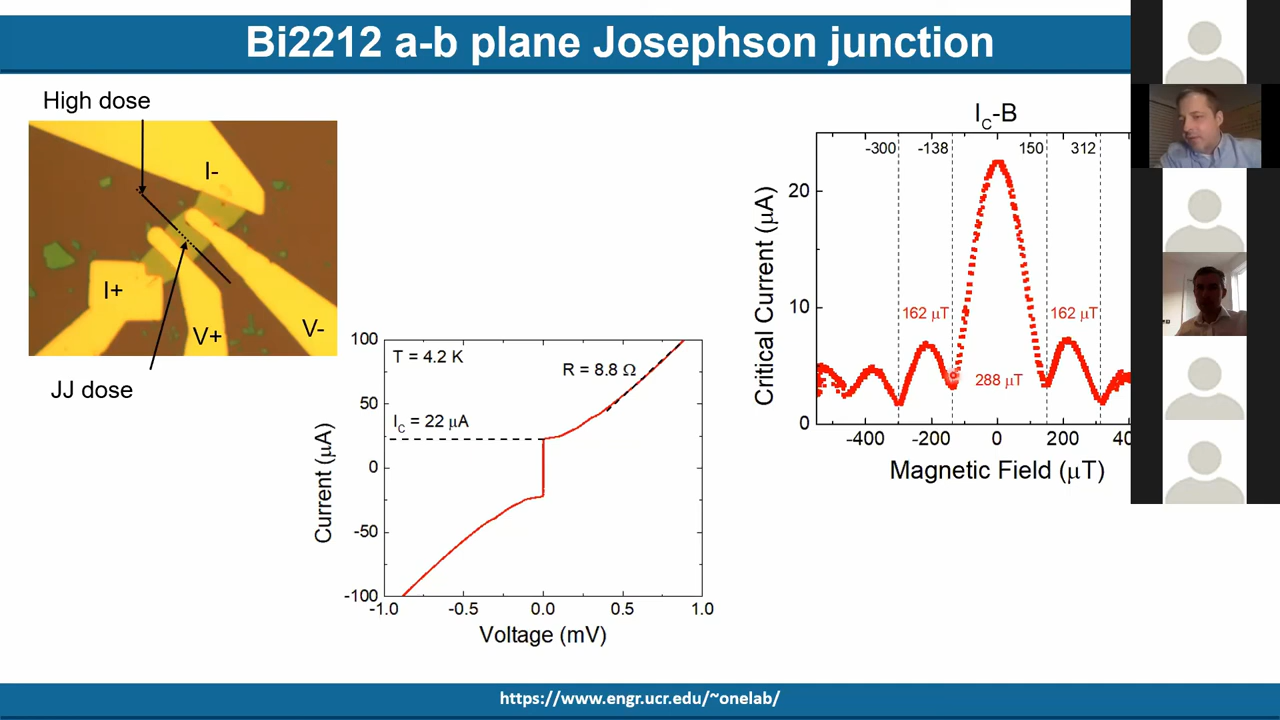 Bi2212 a-b plane Josephson junction
High dose
I-
I+
V+
V-
JJ dose
100
50
0
-50
-100
T = 4.2 K
R = 8.8 Ω
I_C = 22 μA
-1.0 -0.5 0.0 0.5 1.0
Current (μA)
Voltage (mV)
I_C-B
-300 -138 150 312
20
10
0
162 μT 162 μT
288 μT
-400 -200 0 200
Critical Current (μA)
Magnetic Field (μT)
https://www.engr.ucr.edu/~onelab/